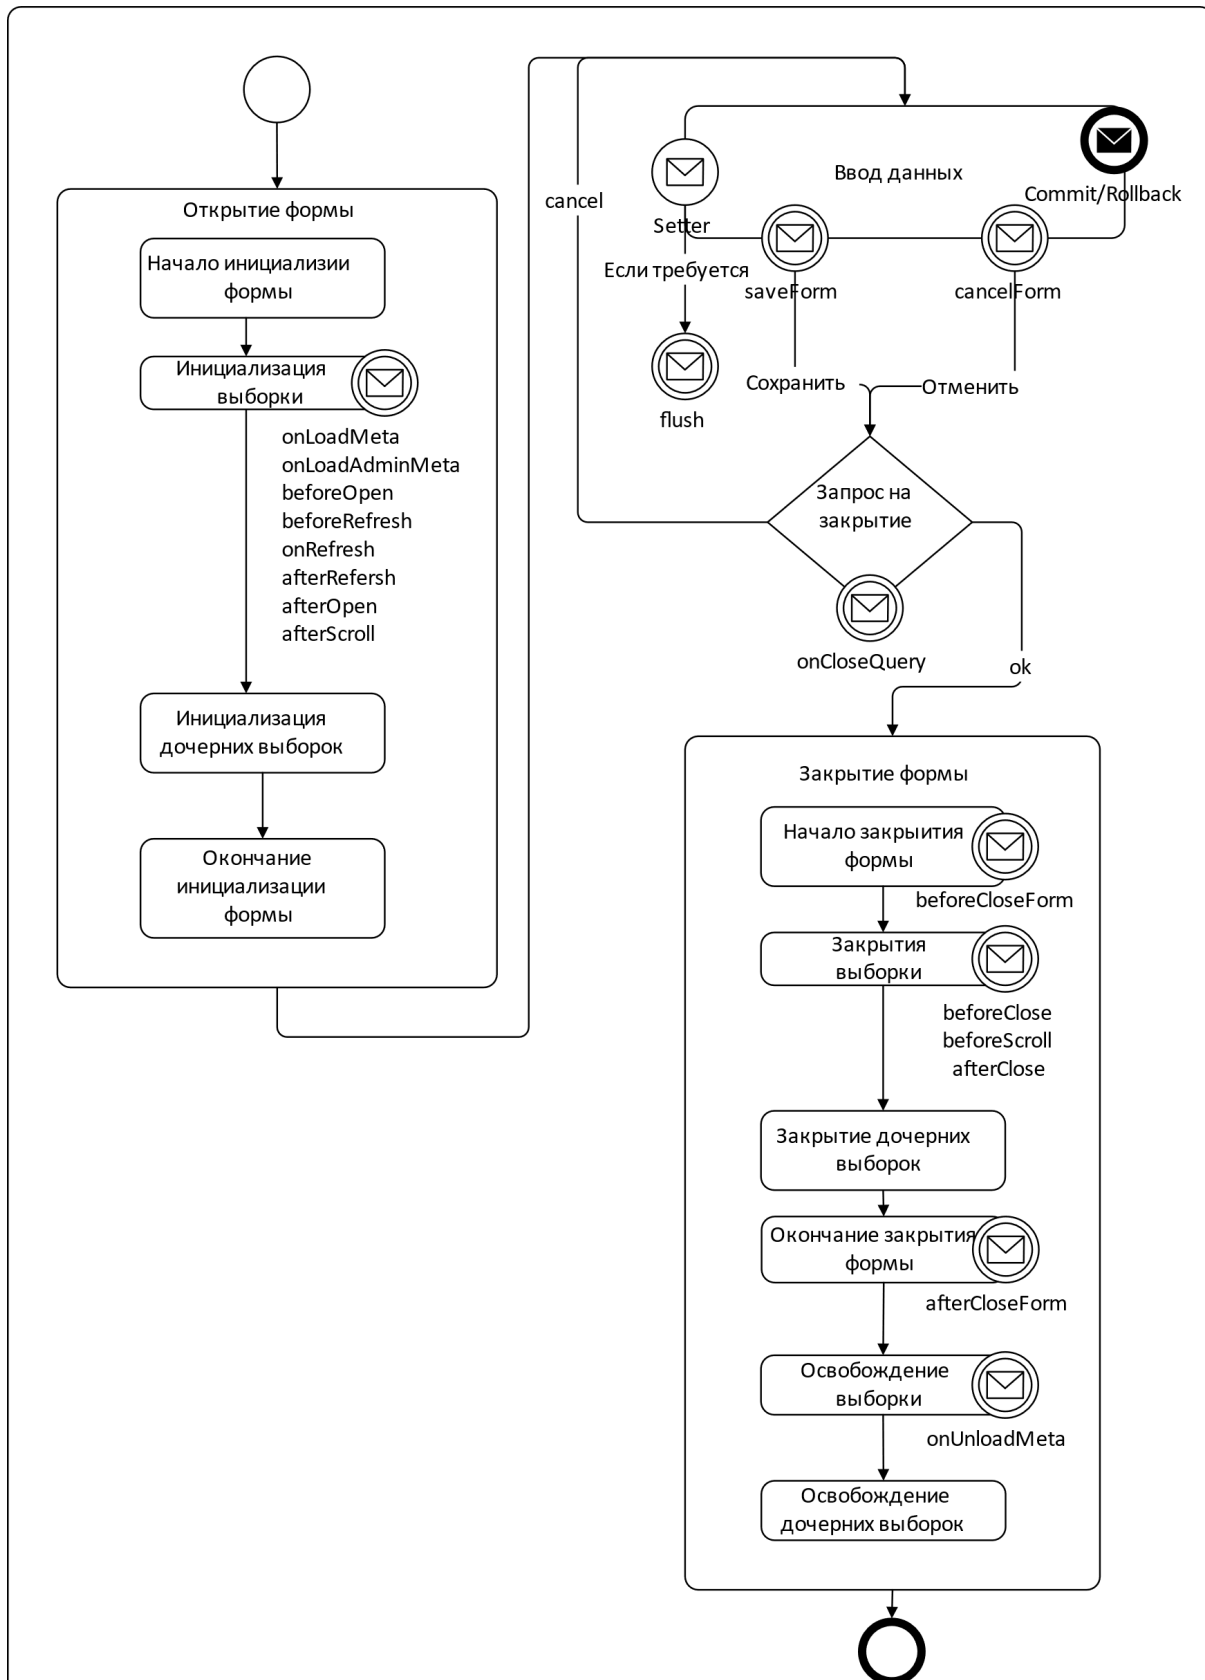 Открытие формы
Начало инициализии
формы
Инициализация
выборки
onLoadMeta
onLoadAdminMeta
beforeOpen
beforeRefresh
onRefresh
afterRefersh
afterOpen
afterScroll
Инициализация
дочерних выборок
Окончание
инициализации
формы
cancel
Ввод данных
Commit/Rollback
Setter
Если требуется
saveForm
cancelForm
flush
Сохранить
Отменить
Запрос на
закрытие
onCloseQuery
ok
Закрытие формы
Начало закрыития
формы
beforeCloseForm
Закрытия
выборки
beforeClose
beforeScroll
afterClose
Закрытие дочерних
выборок
Окончание закрытия
формы
afterCloseForm
Освобождение
выборки
onUnloadMeta
Освобождение
дочерних выборок